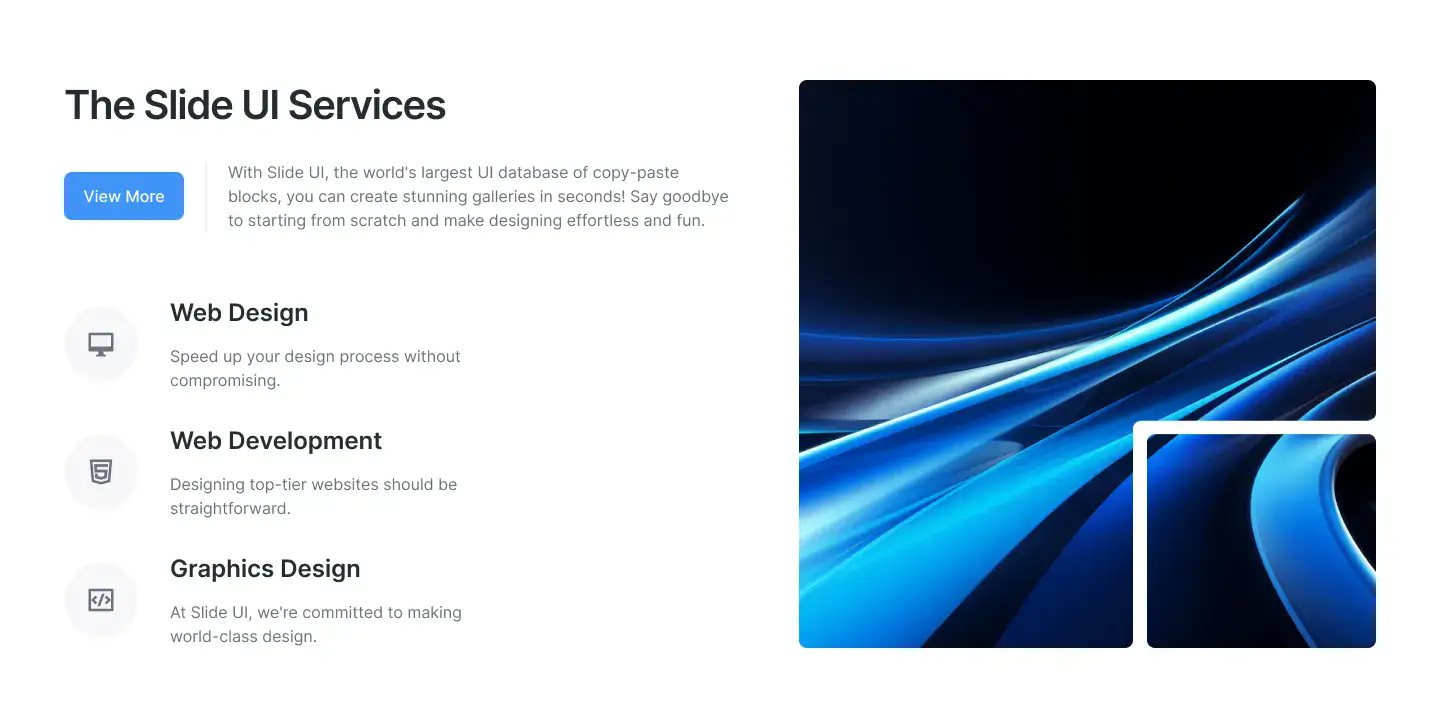 The Slide UI Services
View More
With Slide UI, the world's largest UI database of copy-paste
blocks, you can create stunning galleries in seconds! Say goodbye
to starting from scratch and make designing effortless and fun.
Web Design
Speed up your design process without
compromising.
Web Development
Designing top-tier websites should be
straightforward.
Graphics Design
At Slide UI, we're committed to making
world-class design.